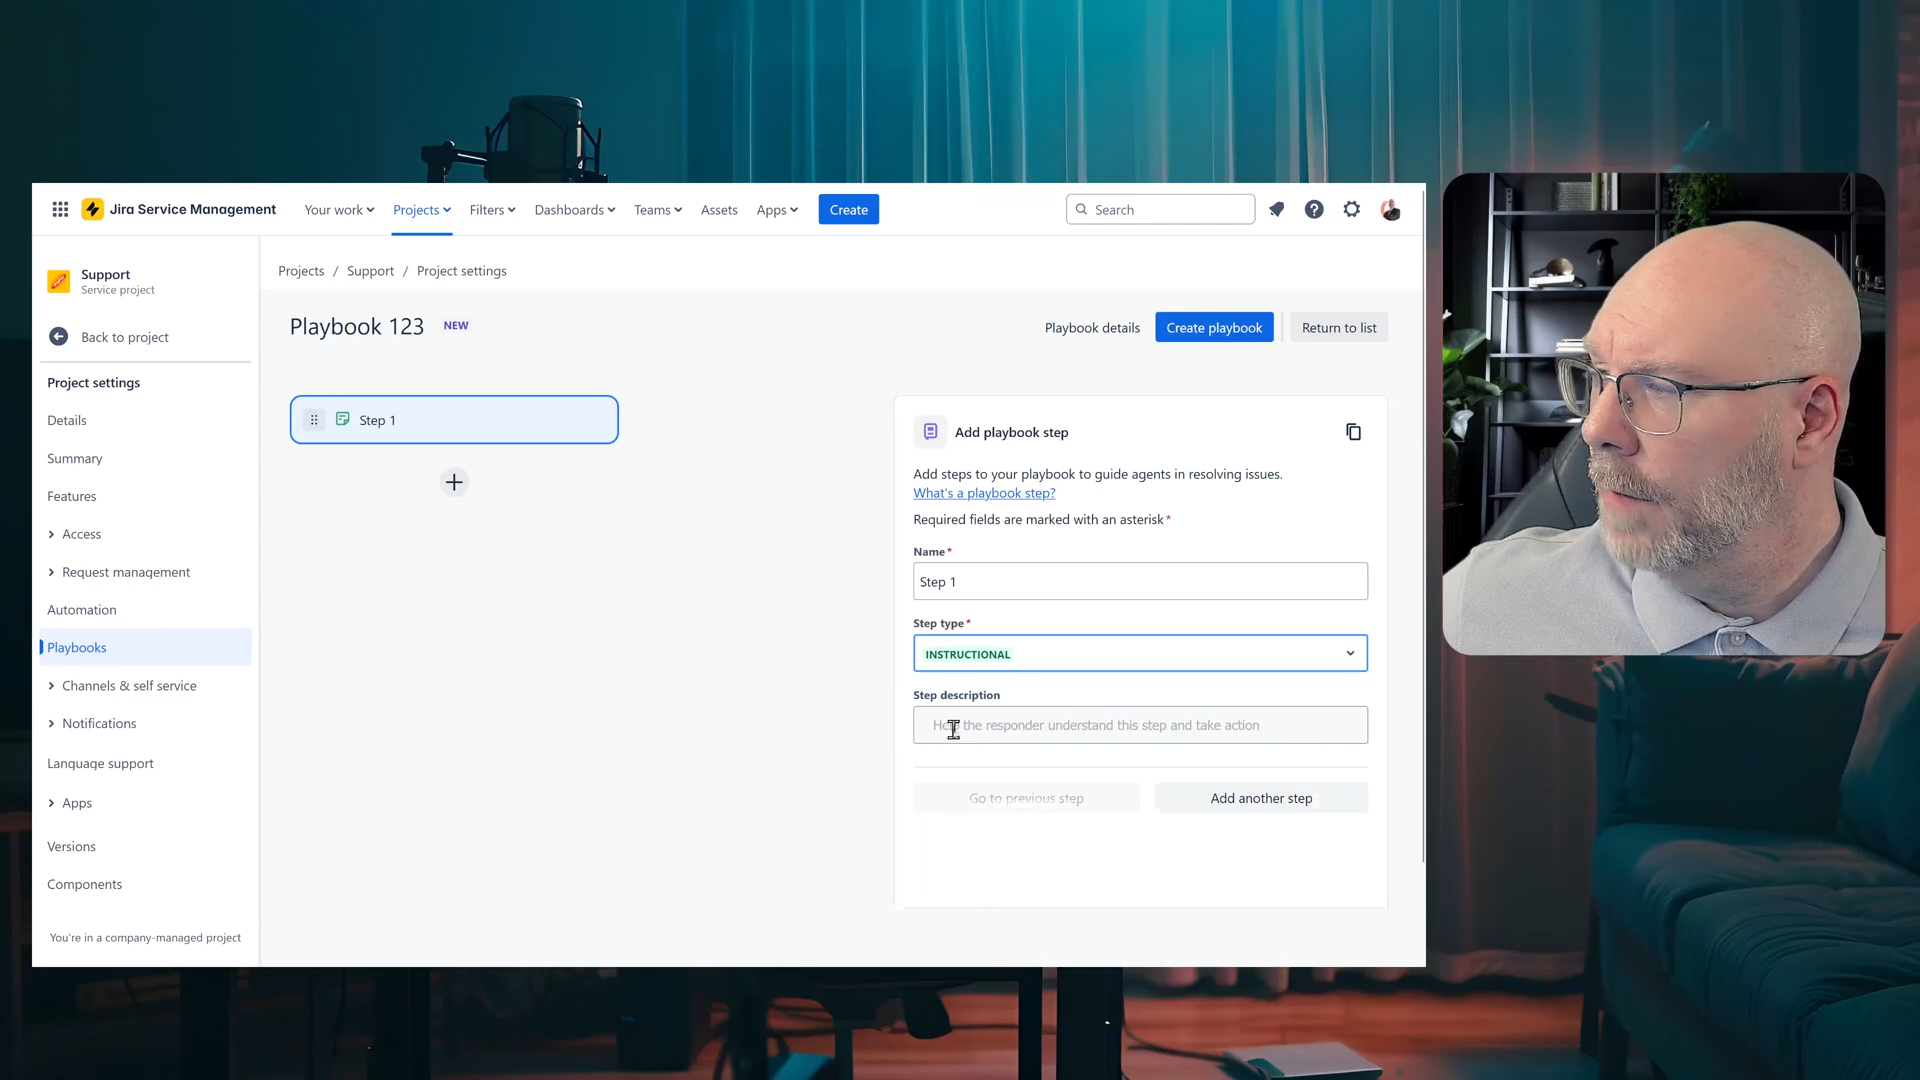 Jira Service Management
Your work
Projects
Filters
Dashboards
Teams
Assets
Apps
Create
Search
Support
Service project
Back to project
Project settings
Details
Summary
Features
Access
Request management
Automation
Playbooks
Channels & self service
Notifications
Language support
Apps
Versions
Components
You're in a company-managed project
Projects / Support / Project settings
Playbook 123 NEW
Playbook details
Create playbook
Return to list
Step 1
Add playbook step
Add steps to your playbook to guide agents in resolving issues.
What's a playbook step?
Required fields are marked with an asterisk*
Name*
Step 1
Step type*
INSTRUCTIONAL
Step description
Help the responder understand this step and take action
Go to previous step
Add another step